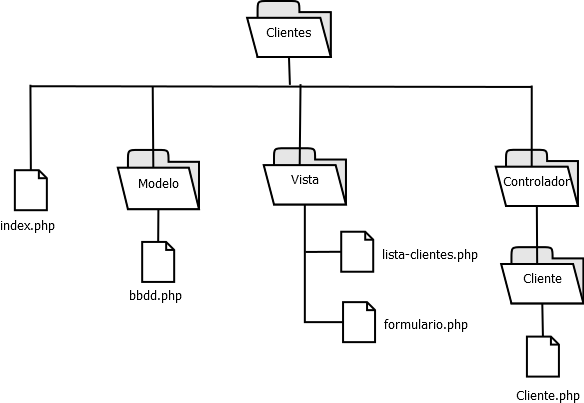 Clientes
Modelo
Vista
Controlador
index.php
bbdd.php
lista-clientes.php
Cliente
formulario.php
Cliente.php